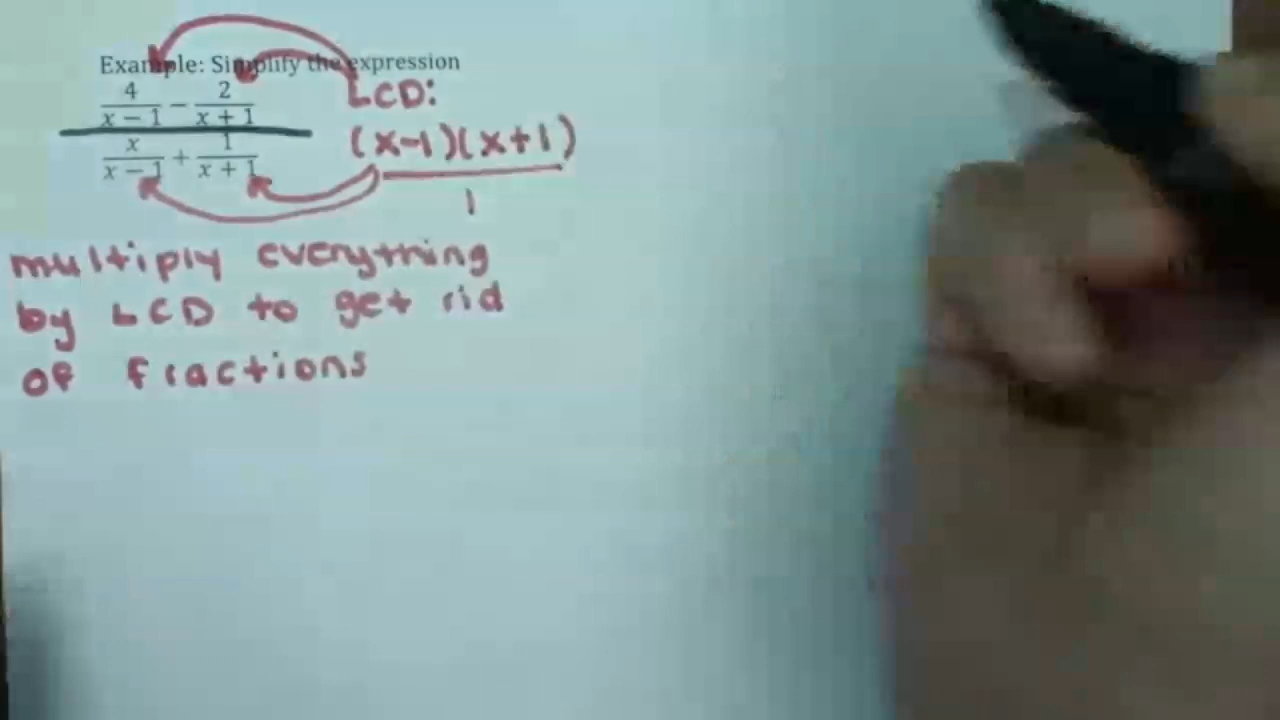 Example: Simplify the expression
4/(x − 1) − 2/(x + 1)
x/(x − 1) + 1/(x + 1)
LCD:
(x-1)(x+1)
1
multiply everything
by LCD to get rid
of fractions